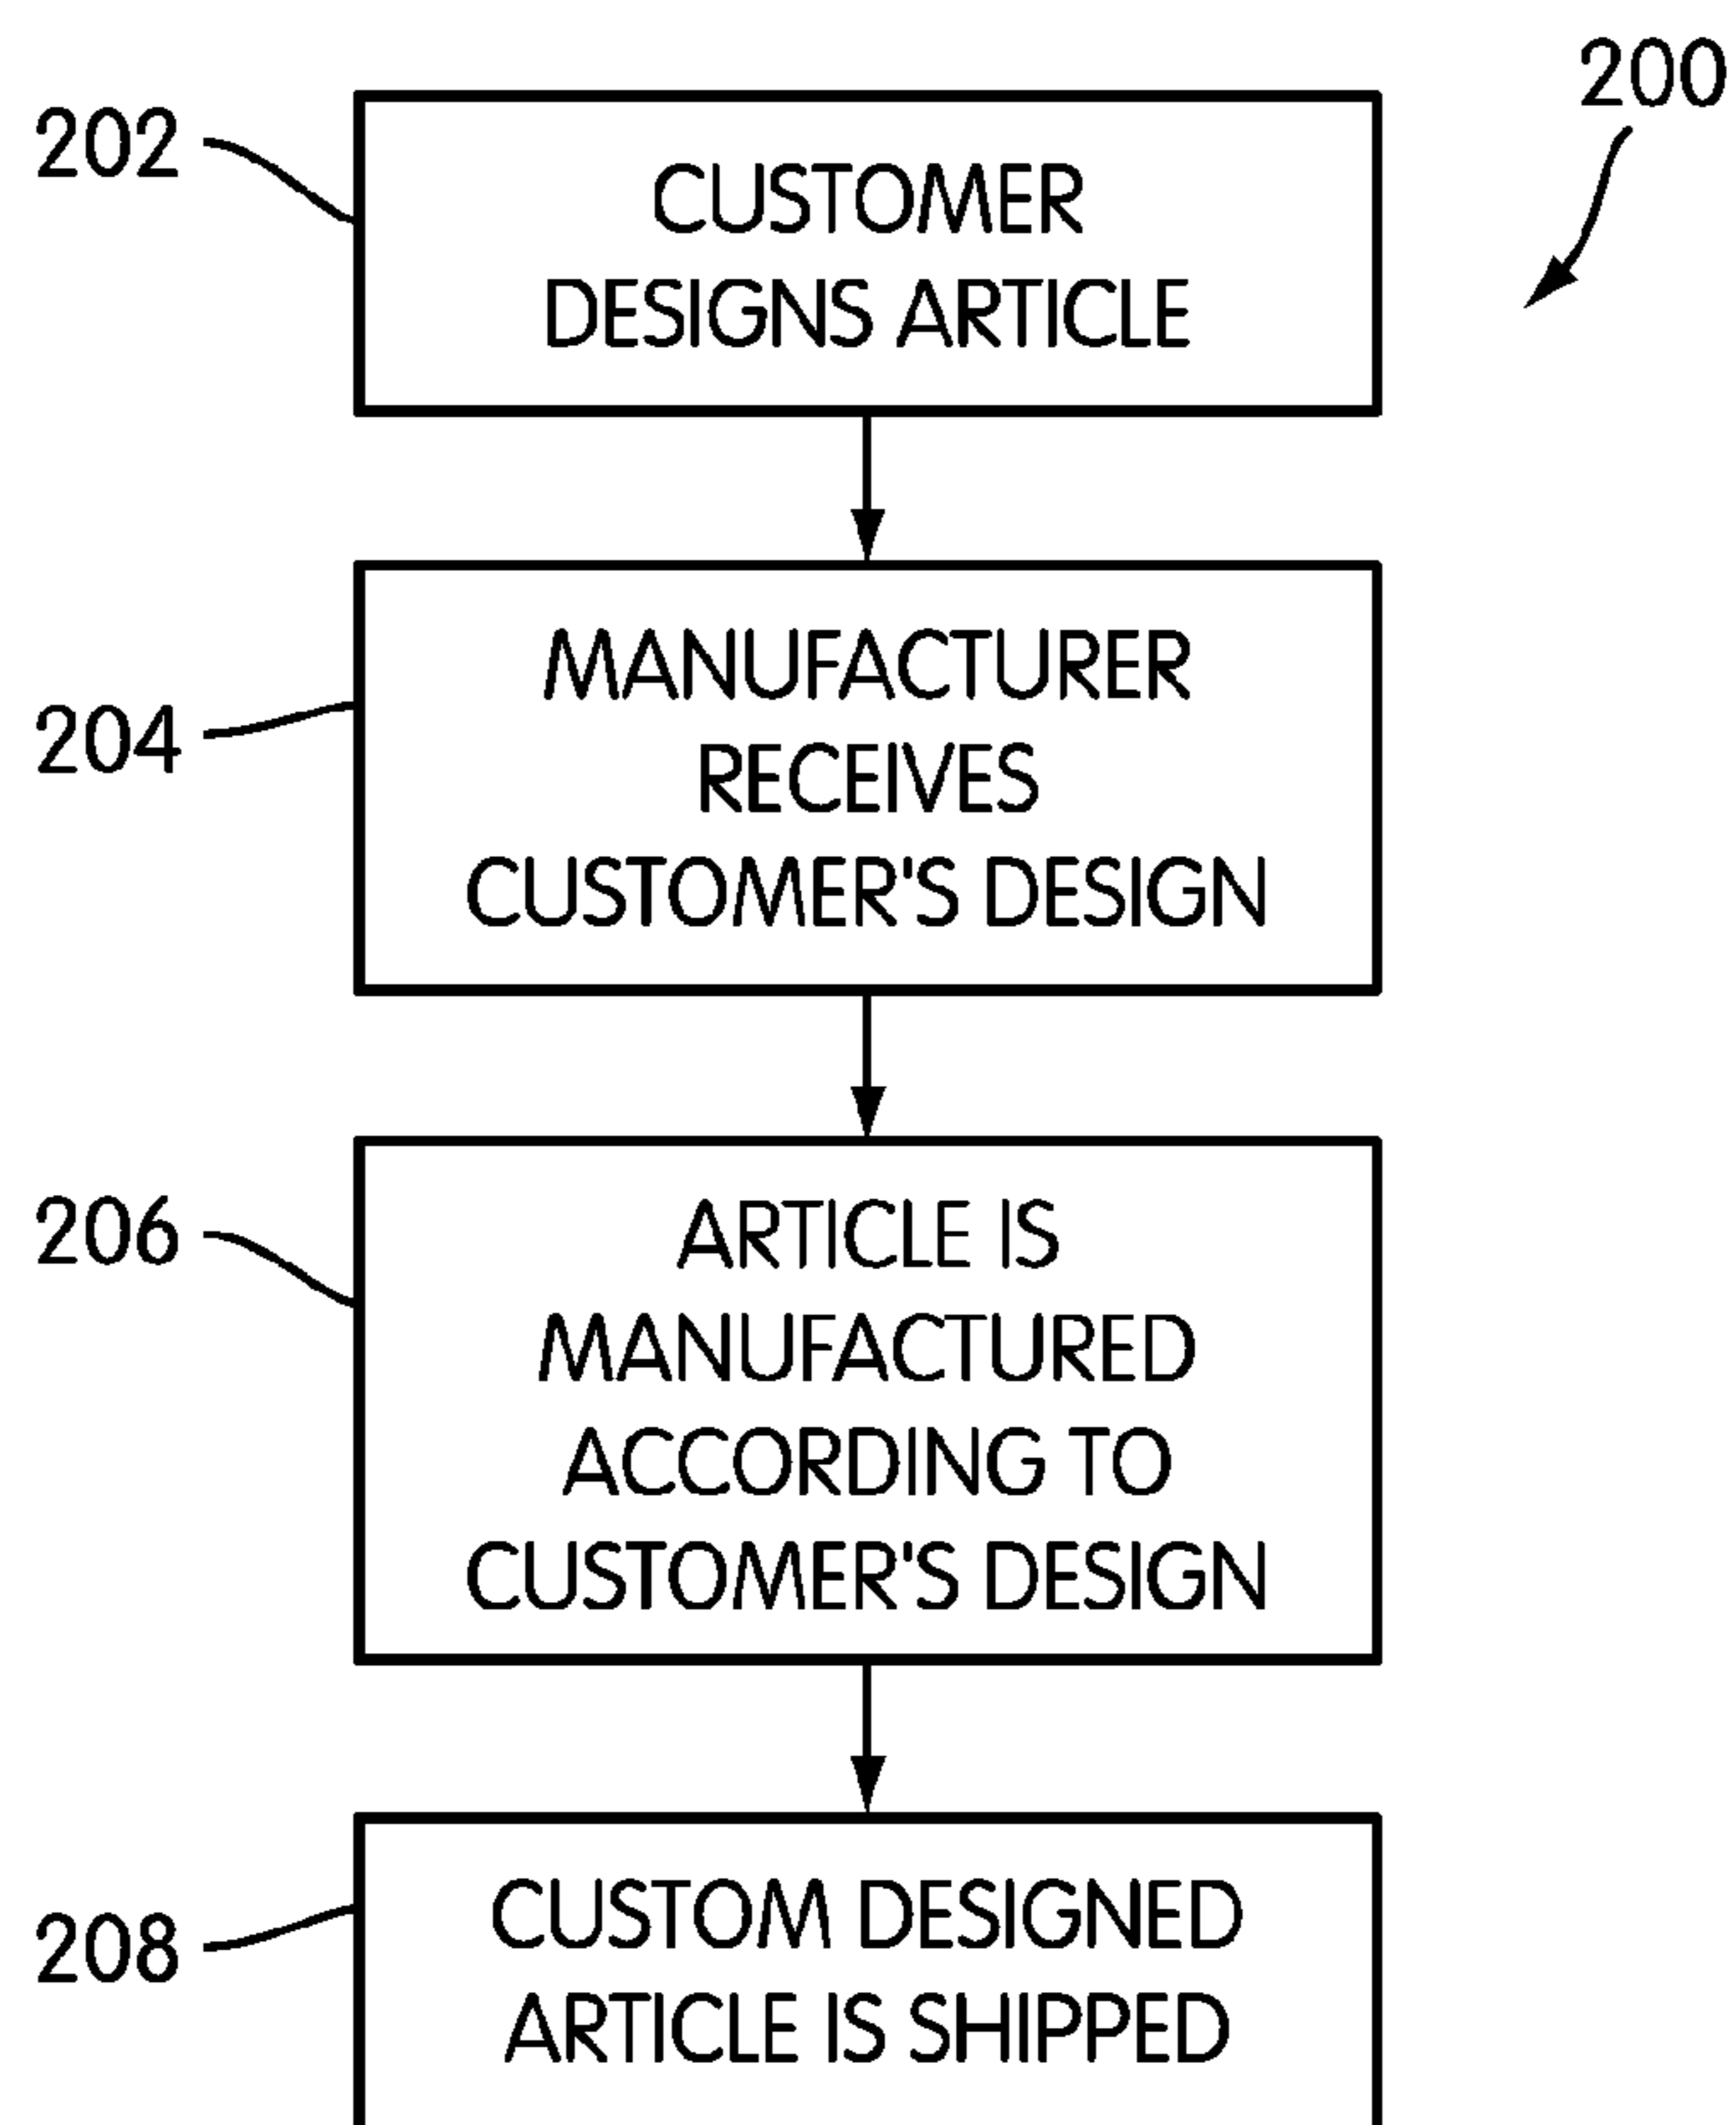 200
202
CUSTOMER
DESIGNS ARTICLE
204
MANUFACTURER
RECEIVES
CUSTOMER'S DESIGN
206
ARTICLE IS
MANUFACTURED
ACCORDING TO
CUSTOMER'S DESIGN
208
CUSTOM DESIGNED
ARTICLE IS SHIPPED